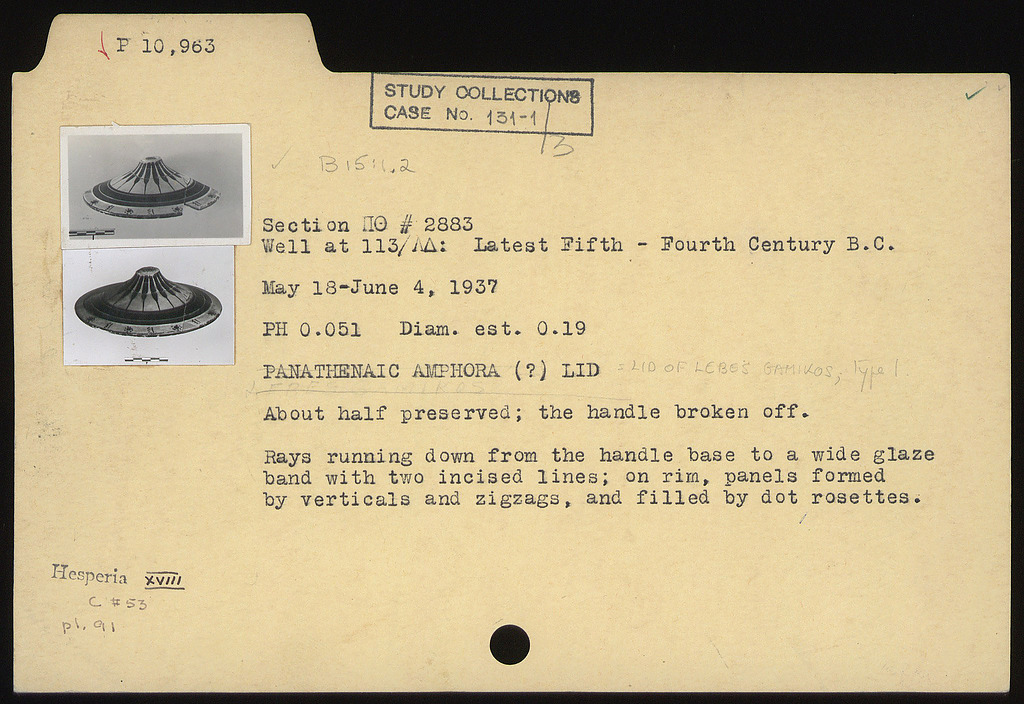 P 10,963
STUDY COLLECTIONS
CASE No. 131-1/3
B 1511.2
Section ΠΘ # 2883
Well at 113/ΛΔ: Latest Fifth - Fourth Century B.C.
May 18-June 4, 1937
PH 0.051 Diam. est. 0.19
PANATHENAIC AMPHORA (?) LID = LID OF LEBES GAMIKOS, Type 1.
About half preserved; the handle broken off.
Rays running down from the handle base to a wide glaze
band with two incised lines; on rim, panels formed
by verticals and zigzags, and filled by dot rosettes.
Hesperia XVIII
C #53
pl. 91